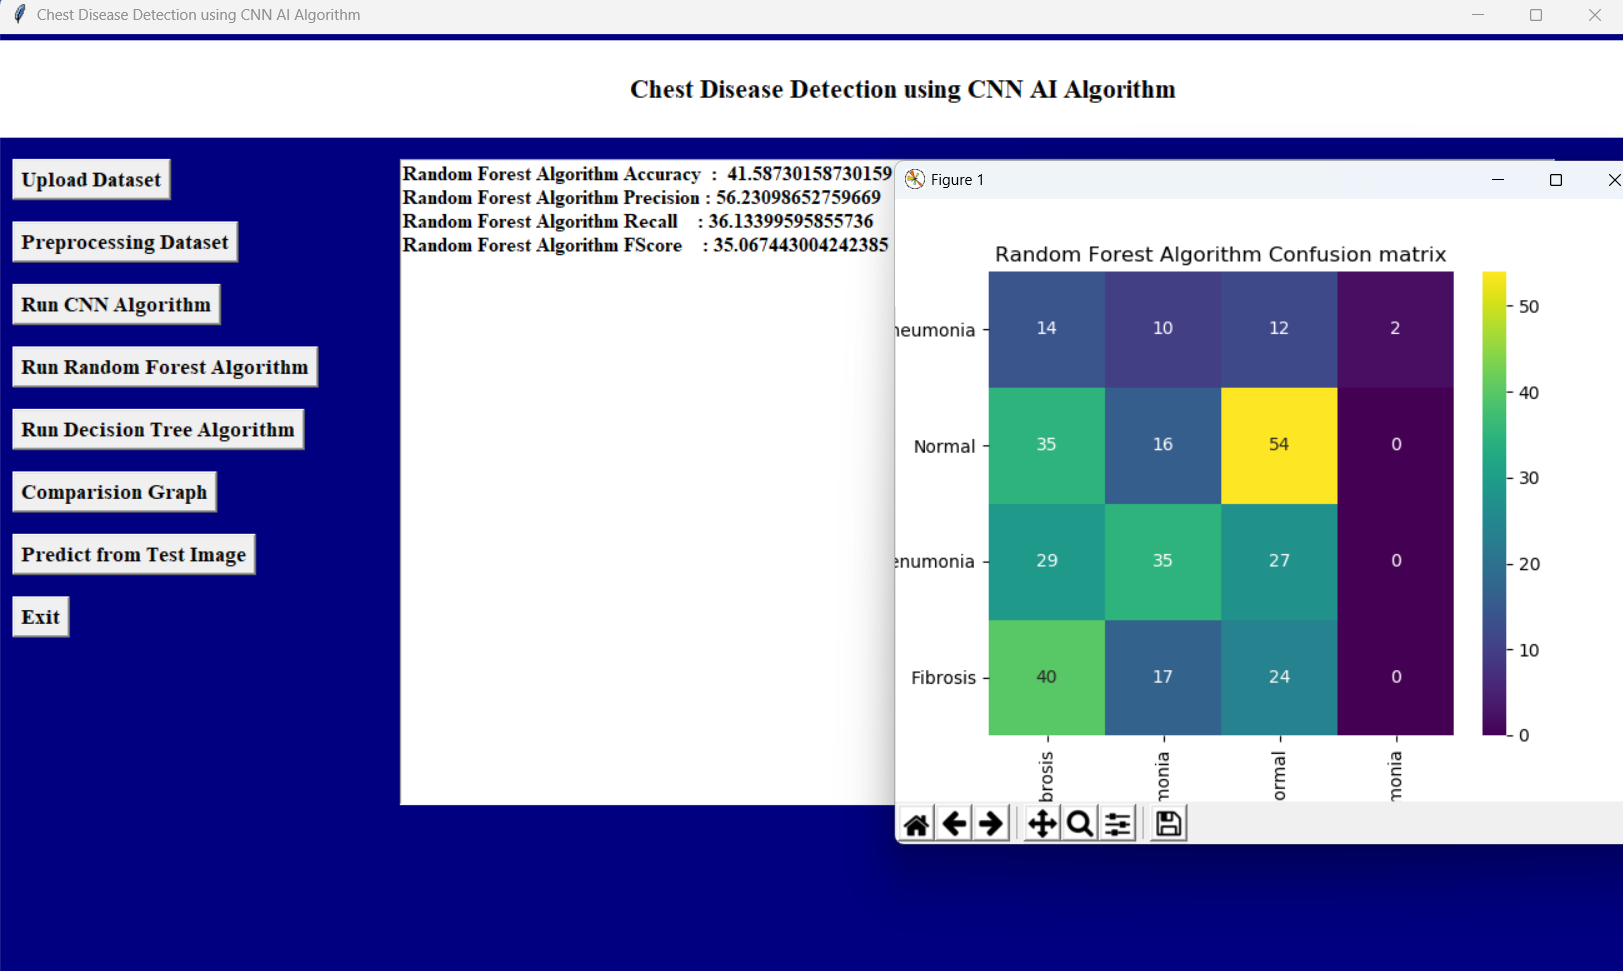 Chest Disease Detection using CNN AI Algorithm
Chest Disease Detection using CNN AI Algorithm
Upload Dataset
Preprocessing Dataset
Run CNN Algorithm
Run Random Forest Algorithm
Run Decision Tree Algorithm
Comparision Graph
Predict from Test Image
Exit
Random Forest Algorithm Accuracy : 41.58730158730159
Random Forest Algorithm Precision : 56.23098652759669
Random Forest Algorithm Recall : 36.13399595855736
Random Forest Algorithm FScore : 35.067443004242385
Figure 1
Random Forest Algorithm Confusion matrix
neumonia 14 10 12 2
Normal 35 16 54 0
enumonia 29 35 27 0
Fibrosis 40 17 24 0
brosis
monia
ormal
monia
50
40
30
20
10
0